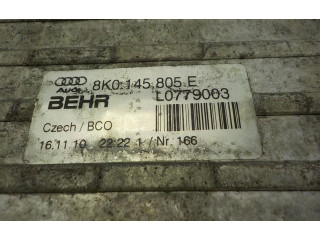 Audi 8K0.145.805.E
BEHR L0779003
Czech / BCO
16.11.10 22:22 1 / Nr. 166